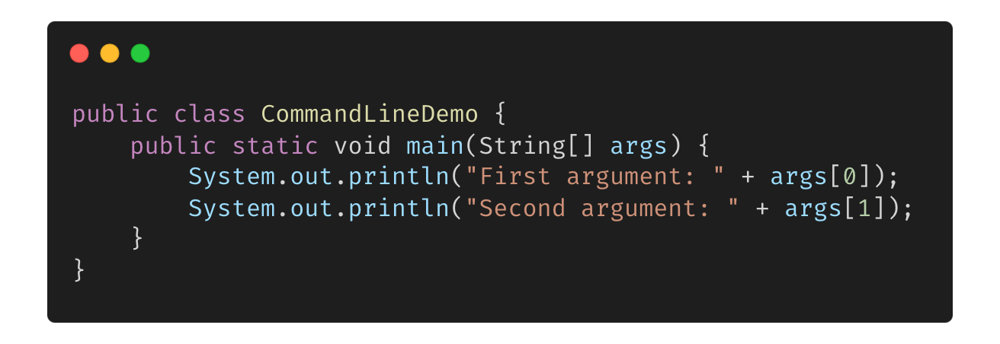 public class CommandLineDemo {
    public static void main(String[] args) {
        System.out.println("First argument: " + args[0]);
        System.out.println("Second argument: " + args[1]);
    }
}